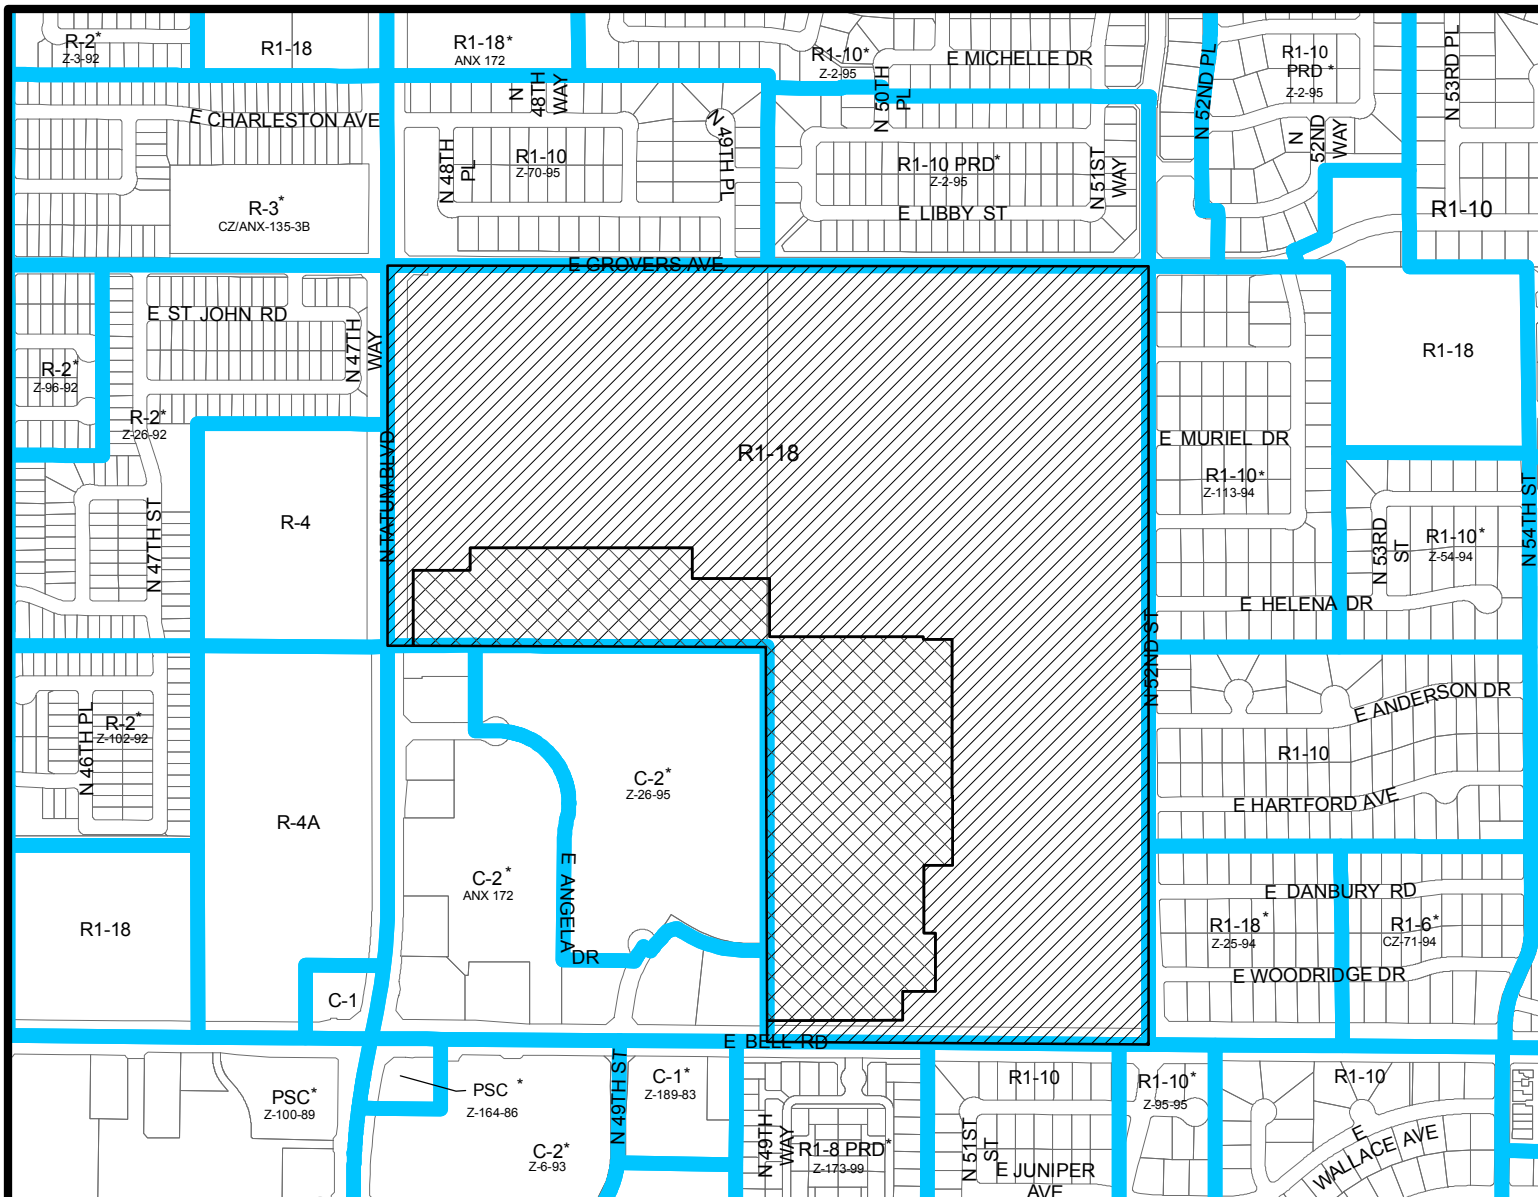 R-2*
Z-3-92
R1-18
R1-18*
ANX 172
R1-10*
Z-2-95
E MICHELLE DR
R1-10
PRD *
Z-2-95
N 52ND PL
N 53RD PL
N
48TH
WAY
N 50TH
PL
N
52ND
WAY
E CHARLESTON AVE
N 49TH PL
N 48TH
PL
R1-10
Z-70-95
R1-10 PRD*
Z-2-95
N 51ST
WAY
E LIBBY ST
R-3*
CZ/ANX-135-3B
R1-10
E GROVERS AVE
E ST JOHN RD
N 47TH
WAY
R-2*
Z-96-92
R-2*
Z-26-92
R1-18
R1-18
E MURIEL DR
R1-10*
Z-113-94
N TATUM BLVD
R-4
N 47TH ST
N 53RD
ST
R1-10*
Z-54-94
N 54TH ST
E HELENA DR
N 52ND ST
R-2*
Z-102-92
N 46TH PL
E ANDERSON DR
R1-10
C-2*
Z-26-95
E HARTFORD AVE
R-4A
C-2*
ANX 172
E ANGELA
DR
E DANBURY RD
R1-18
R1-18*
Z-25-94
R1-6*
CZ-71-94
E WOODRIDGE DR
C-1
E BELL RD
PSC*
Z-100-89
PSC *
Z-164-86
N 49TH ST
C-1*
Z-189-83
R1-10
R1-10*
Z-95-95
R1-10
C-2*
Z-6-93
N 49TH
WAY
R1-8 PRD*
Z-173-99
N 51ST
ST
E JUNIPER
AVE
E
WALLACE AVE